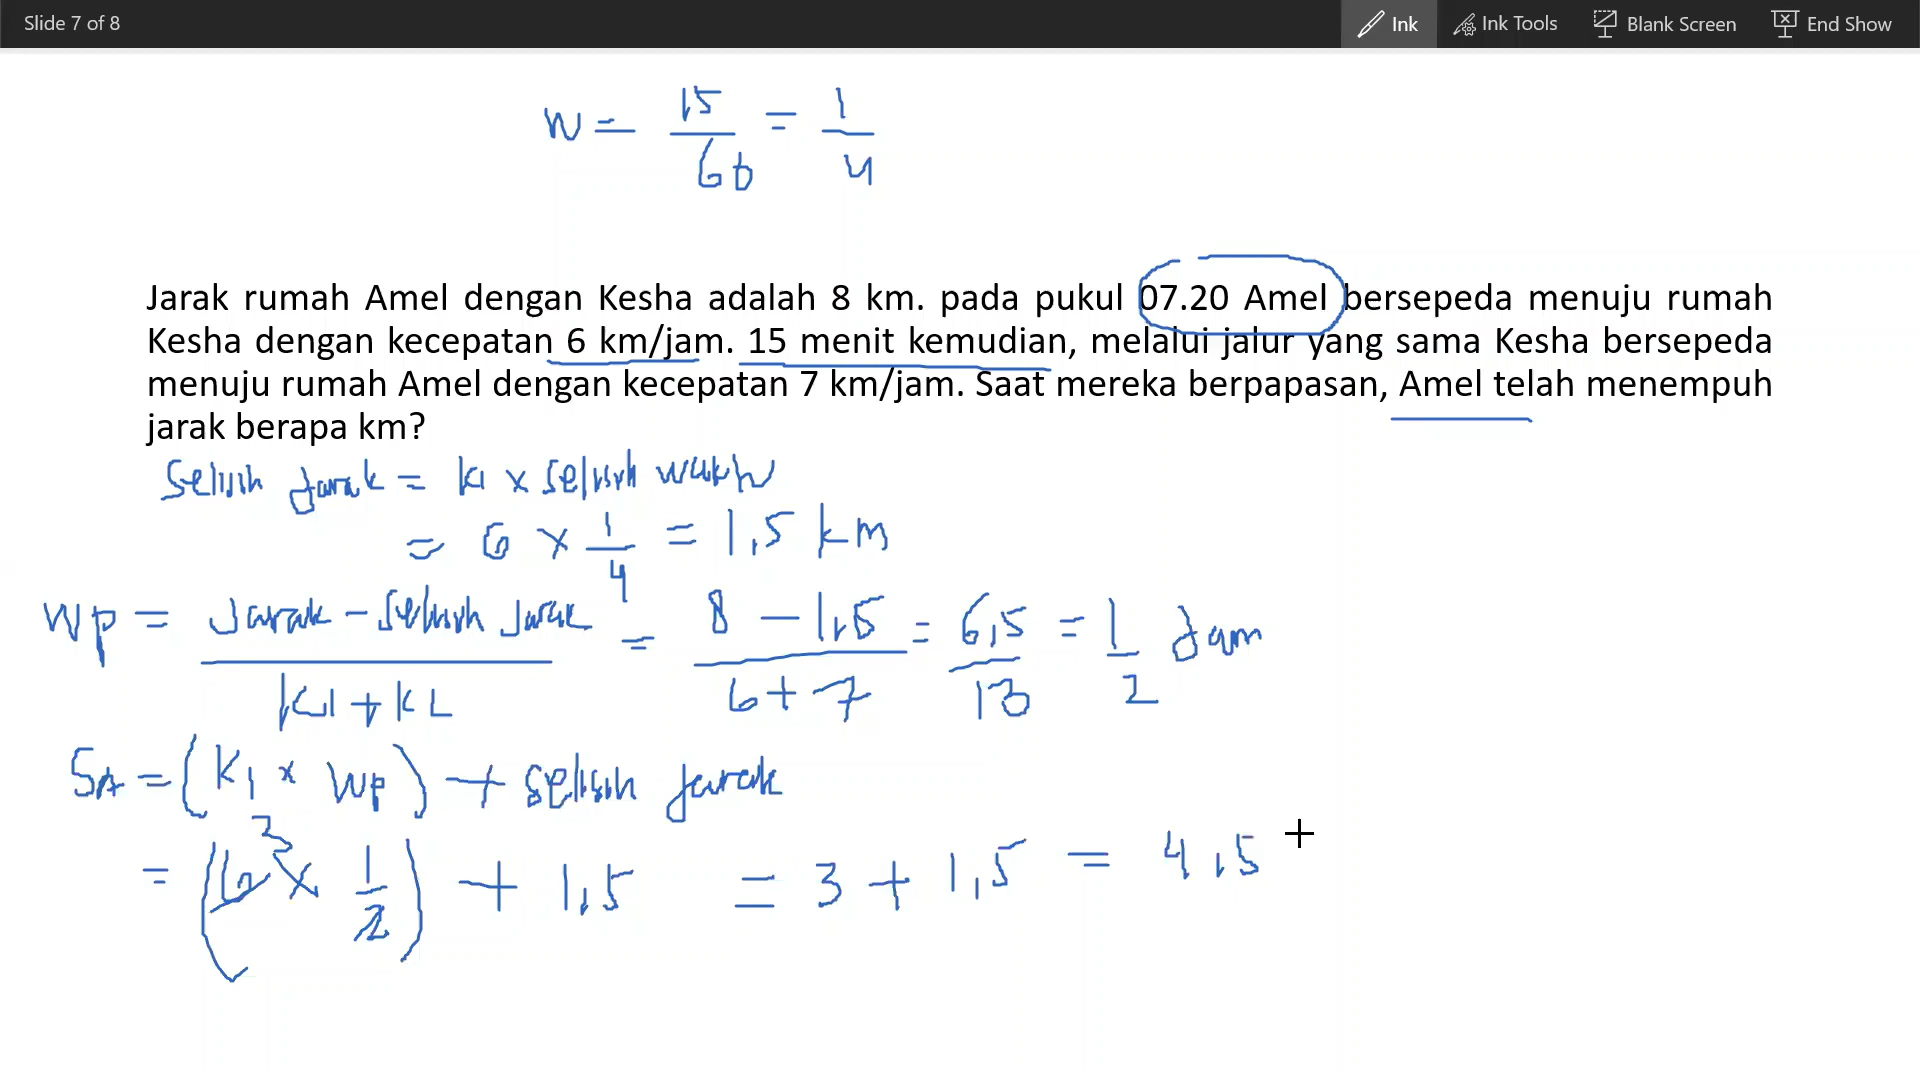 Slide 7 of 8 Ink Ink Tools Blank Screen End Show
W = 15/60 = 1/4
Jarak rumah Amel dengan Kesha adalah 8 km. pada pukul 07.20 Amel bersepeda menuju rumah
Kesha dengan kecepatan 6 km/jam. 15 menit kemudian, melalui jalur yang sama Kesha bersepeda
menuju rumah Amel dengan kecepatan 7 km/jam. Saat mereka berpapasan, Amel telah menempuh
jarak berapa km?
Selisih Jarak = K1 x Selisih waktu
= 6 x 1/4 = 1,5 km
Wp = Jarak - Selisih Jarak / K1 + K2 = 8 - 1,5 / 6 + 7 = 6,5/13 = 1/2 Jam
SA = (K1 x Wp) + Selisih Jarak
= (6 3 x 1/2) + 1,5 = 3 + 1,5 = 4,5